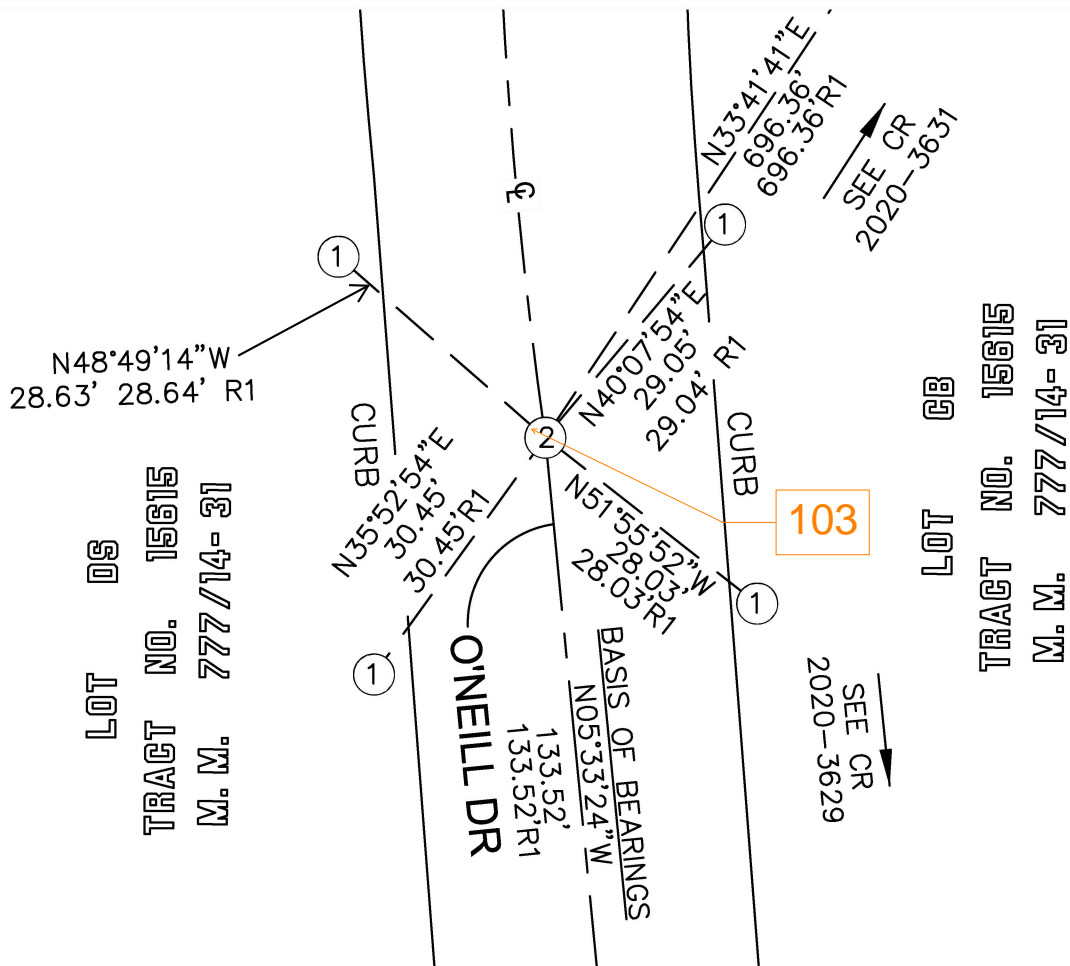 N33°41'41"E
696.36'
696.36'R1
SEE CR
2020-3631
℄
1
1
N48°49'14"W
28.63' 28.64' R1
N40°07'54"E
29.05'
29.04' R1
CURB
CURB
2
103
N35°52'54"E
30.45'
30.45'R1
N51°55'52"W
28.03'
28.03'R1
1
1
LOT DS
TRACT NO. 15615
M. M. 777/14-31
LOT CB
TRACT NO. 15615
M. M. 777/14-31
O'NEILL DR
133.52'
133.52'R1
BASIS OF BEARINGS
N05°33'24"W
SEE CR
2020-3629